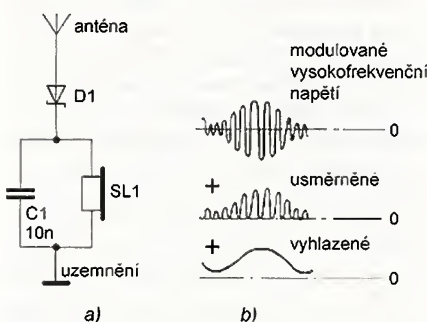 anténa
D1
C1
10n
SL1
uzemnění
a)
modulované
vysokofrekvenční
napětí
0
+
usměrněné
0
+
vyhlazené
0
b)